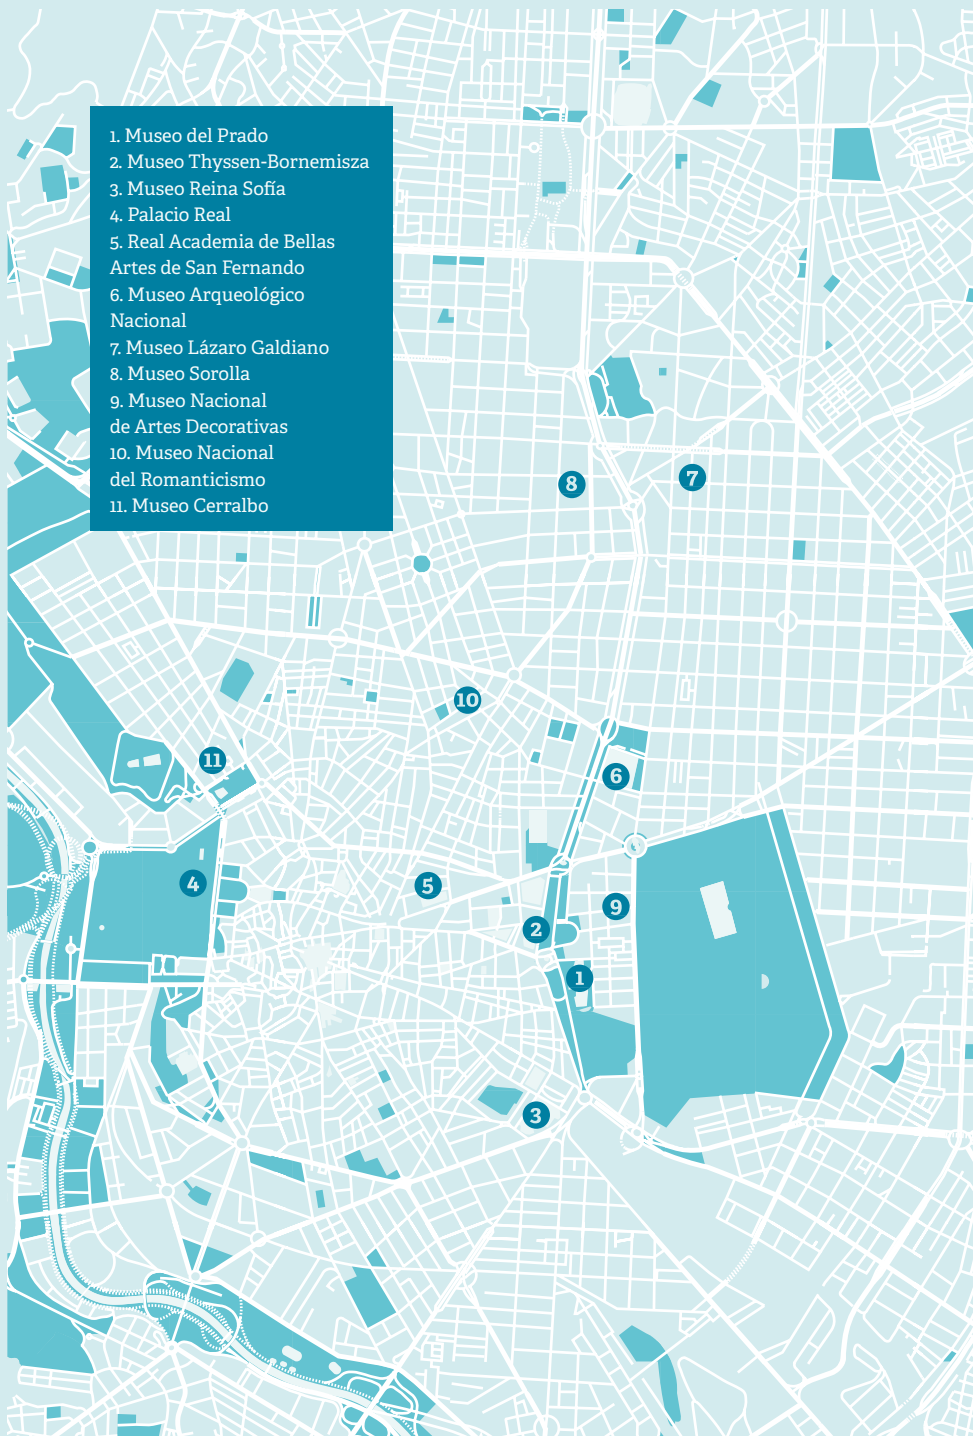 1. Museo del Prado
2. Museo Thyssen-Bornemisza
3. Museo Reina Sofía
4. Palacio Real
5. Real Academia de Bellas
Artes de San Fernando
6. Museo Arqueológico
Nacional
7. Museo Lázaro Galdiano
8. Museo Sorolla
9. Museo Nacional
de Artes Decorativas
10. Museo Nacional
del Romanticismo
11. Museo Cerralbo
8
7
10
11
6
4
5
9
2
1
3